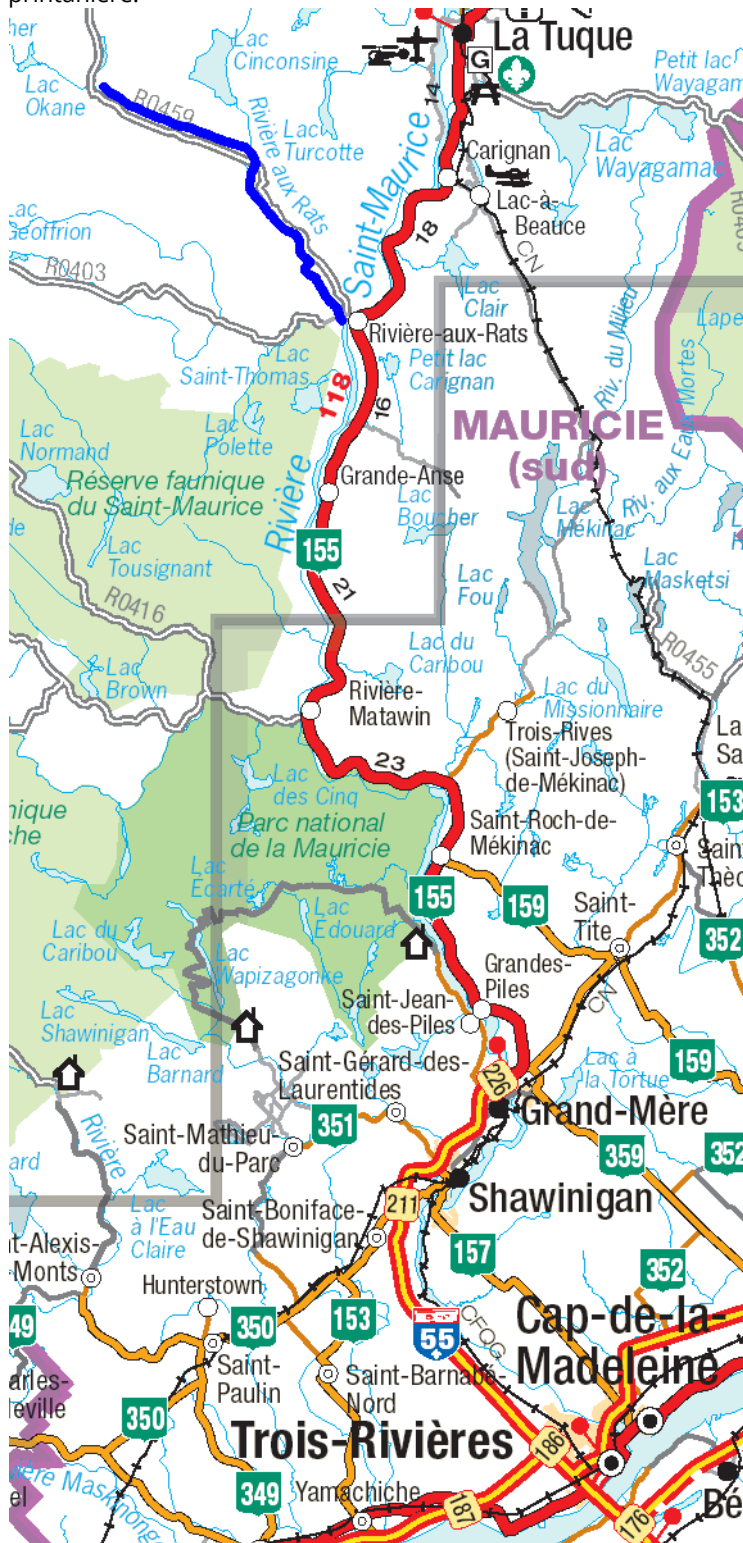 printanière.
La Tuque
Lac
Cinconsine
Lac
Okane
R0459
Rivière aux Rats
Lac
Turcotte
14
G
Petit lac
Carignan
Lac
Wayagamac
Lac-à-
Beauce
Saint-Maurice
18
CN
Lac
R0403
Lac
Clair
Rivière-aux-Rats
Riv. du Milieu
Lac
Saint-Thomas
118
16
Petit lac
Carignan
Lac
Polette
MAURICIE
(sud)
Riv. aux Eaux Mortes
Lac
Normand
Réserve faunique
du Saint-Maurice
Grande-Anse
Rivière
Lac
Boucher
Lac
Mékinac
155
Lac
Tousignant
21
Lac
Fou
Lac
Masketsi
R0416
R0455
Lac
Brown
Lac du
Caribou
Rivière-
Matawin
Lac du
Missionnaire
Trois-Rives
(Saint-Joseph-
de-Mékinac)
23
Lac
des Cinq
Parc national
de la Mauricie
153
Saint-Roch-de-
Mékinac
Lac
Écarté
155
159
Saint-
Tite
352
Lac
Édouard
Lac du
Caribou
Lac
Wapizagonke
Grandes-
Piles
Saint-Jean-
des-Piles
CN
Lac
Shawinigan
Lac
Barnard
Saint-Gérard-des-
Laurentides
Lac à
la Tortue
159
226
Grand-Mère
351
Rivière
Saint-Mathieu-
du-Parc
359
352
Shawinigan
211
Lac
à l'Eau
Claire
Saint-Boniface-
de-Shawinigan
157
352
Hunterstown
350
153
55
CFQG
Cap-de-la-
Madeleine
Saint-
Paulin
Saint-Barnabé-
Nord
350
Trois-Rivières
186
349
Yamachiche
187
176